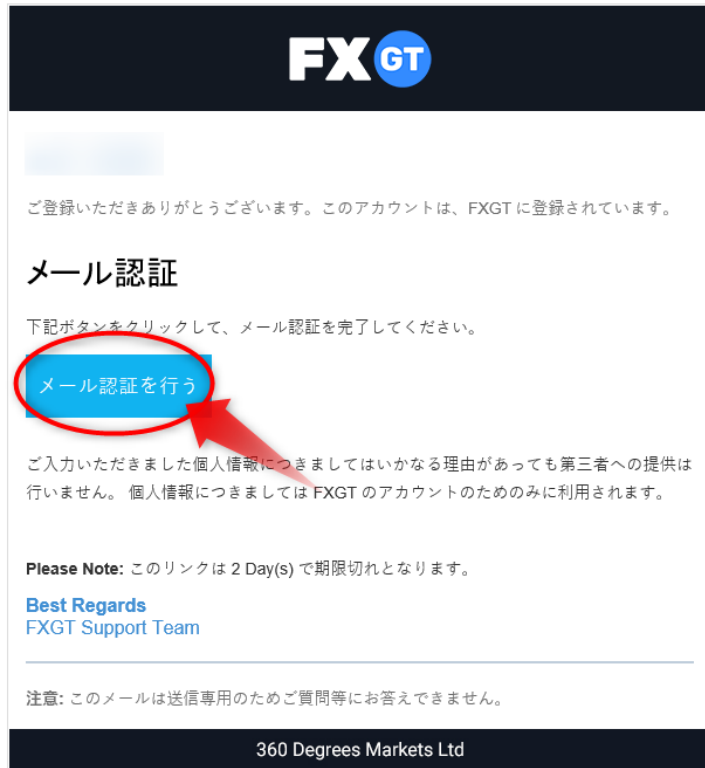 FXGT
ご登録いただきありがとうございます。このアカウントは、FXGT に登録されています。
メール認証
下記ボタンをクリックして、メール認証を完了してください。
メール認証を行う
ご入力いただきました個人情報につきましてはいかなる理由があっても第三者への提供は
行いません。 個人情報につきましては FXGT のアカウントのためのみに利用されます。
Please Note: このリンクは 2 Day(s) で期限切れとなります。
Best Regards
FXGT Support Team
注意: このメールは送信専用のためご質問等にお答えできません。
360 Degrees Markets Ltd